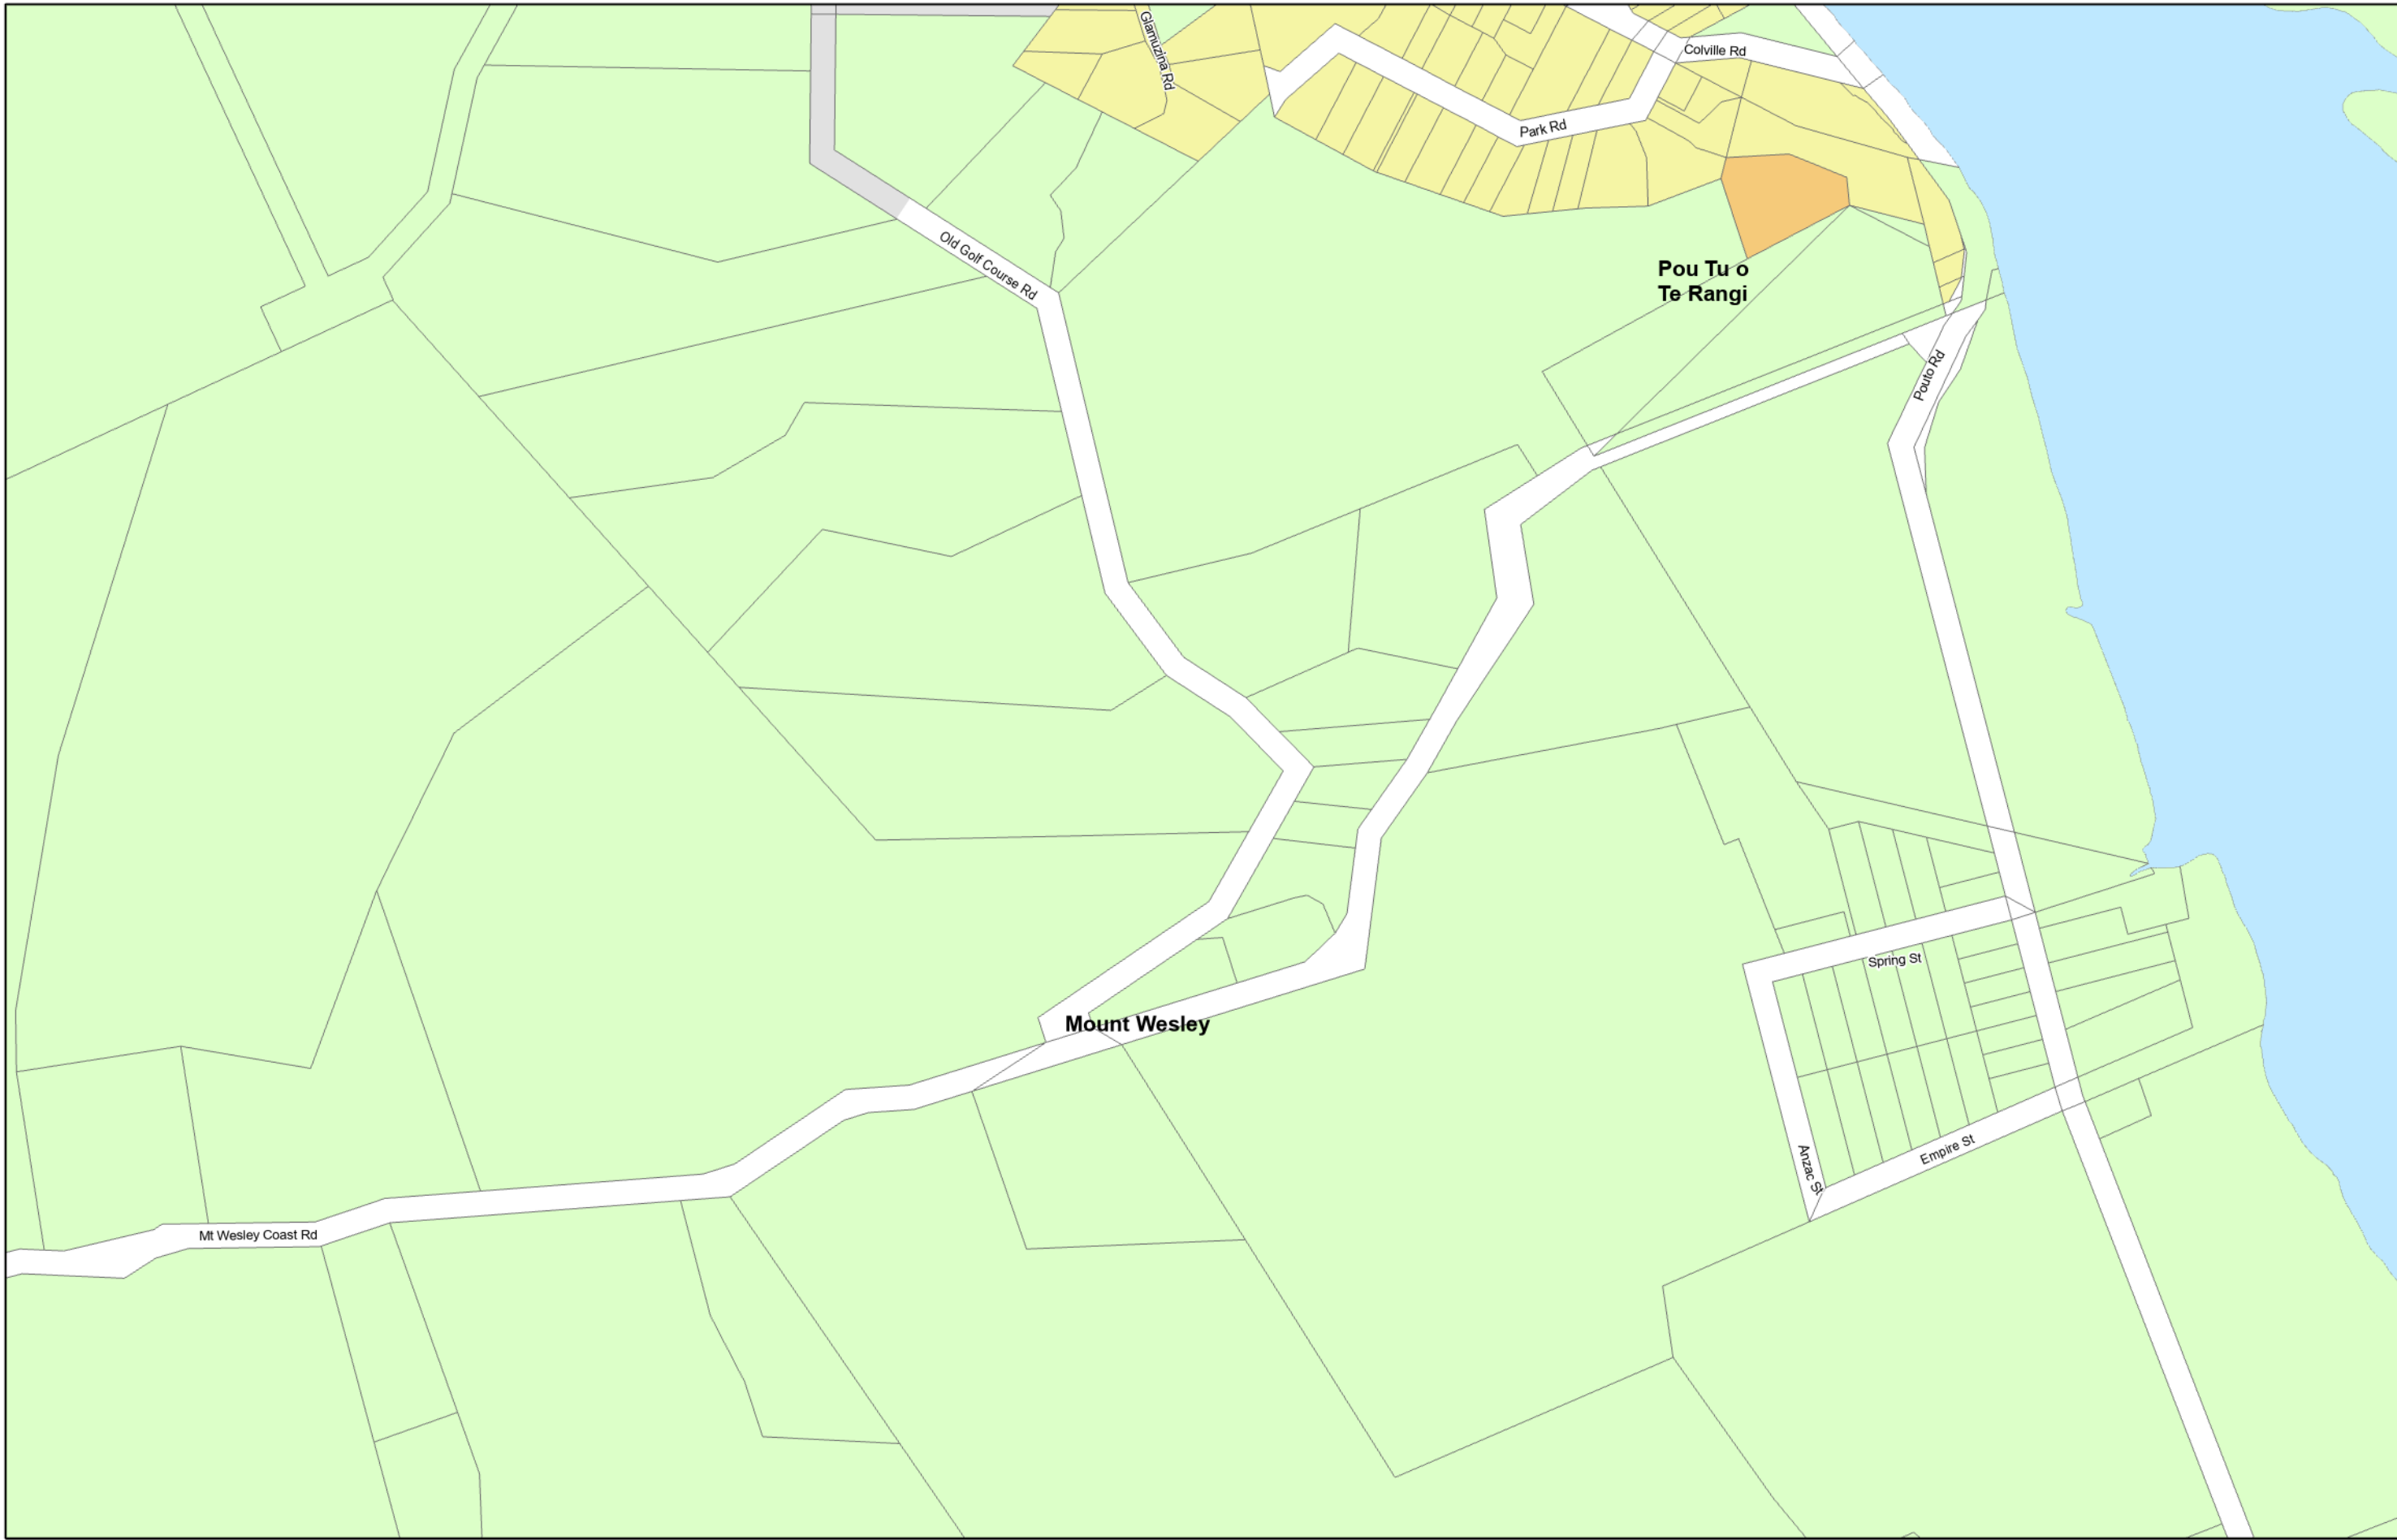 Glamuzina Rd
Colville Rd
Park Rd
Old Golf Course Rd
Pou Tu o
Te Rangi
Pouto Rd
Spring St
Mount Wesley
Anzac St
Empire St
Mt Wesley Coast Rd